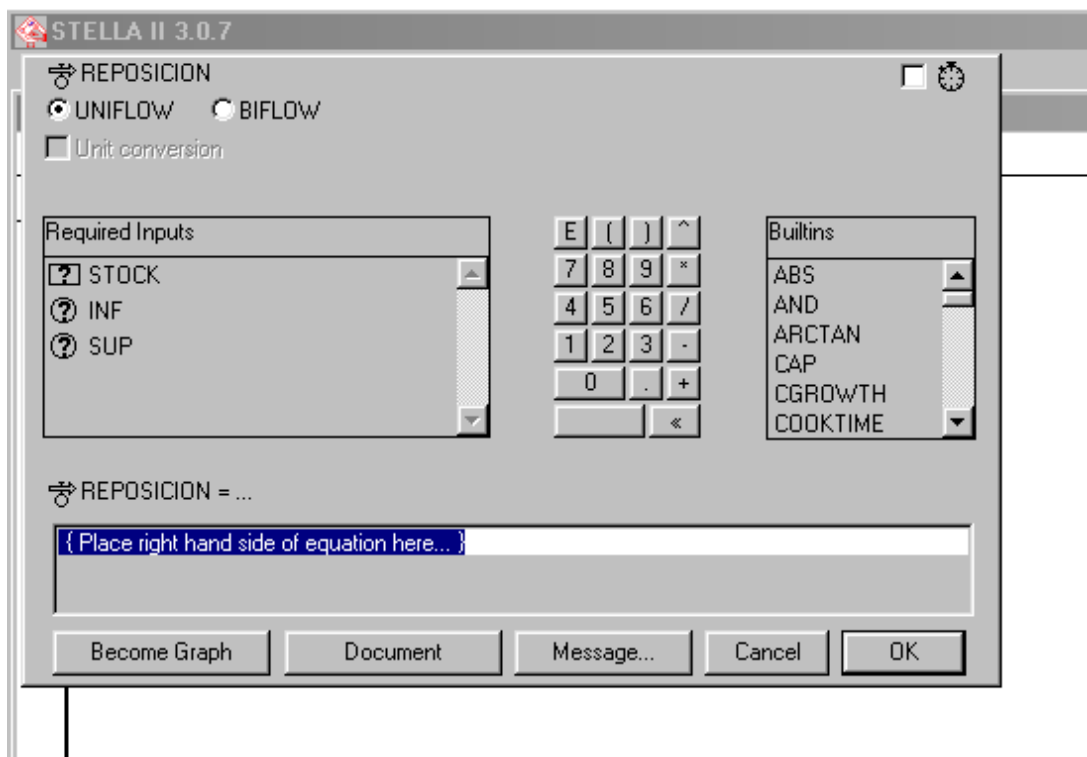 STELLA II 3.0.7
REPOSICION
UNIFLOW BIFLOW
Unit conversion
Required Inputs
STOCK
INF
SUP
E ( ) ^
7 8 9 *
4 5 6 /
1 2 3 -
0 . +
«
Builtins
ABS
AND
ARCTAN
CAP
CGROWTH
COOKTIME
REPOSICION = ...
{ Place right hand side of equation here... }
Become Graph Document Message... Cancel OK